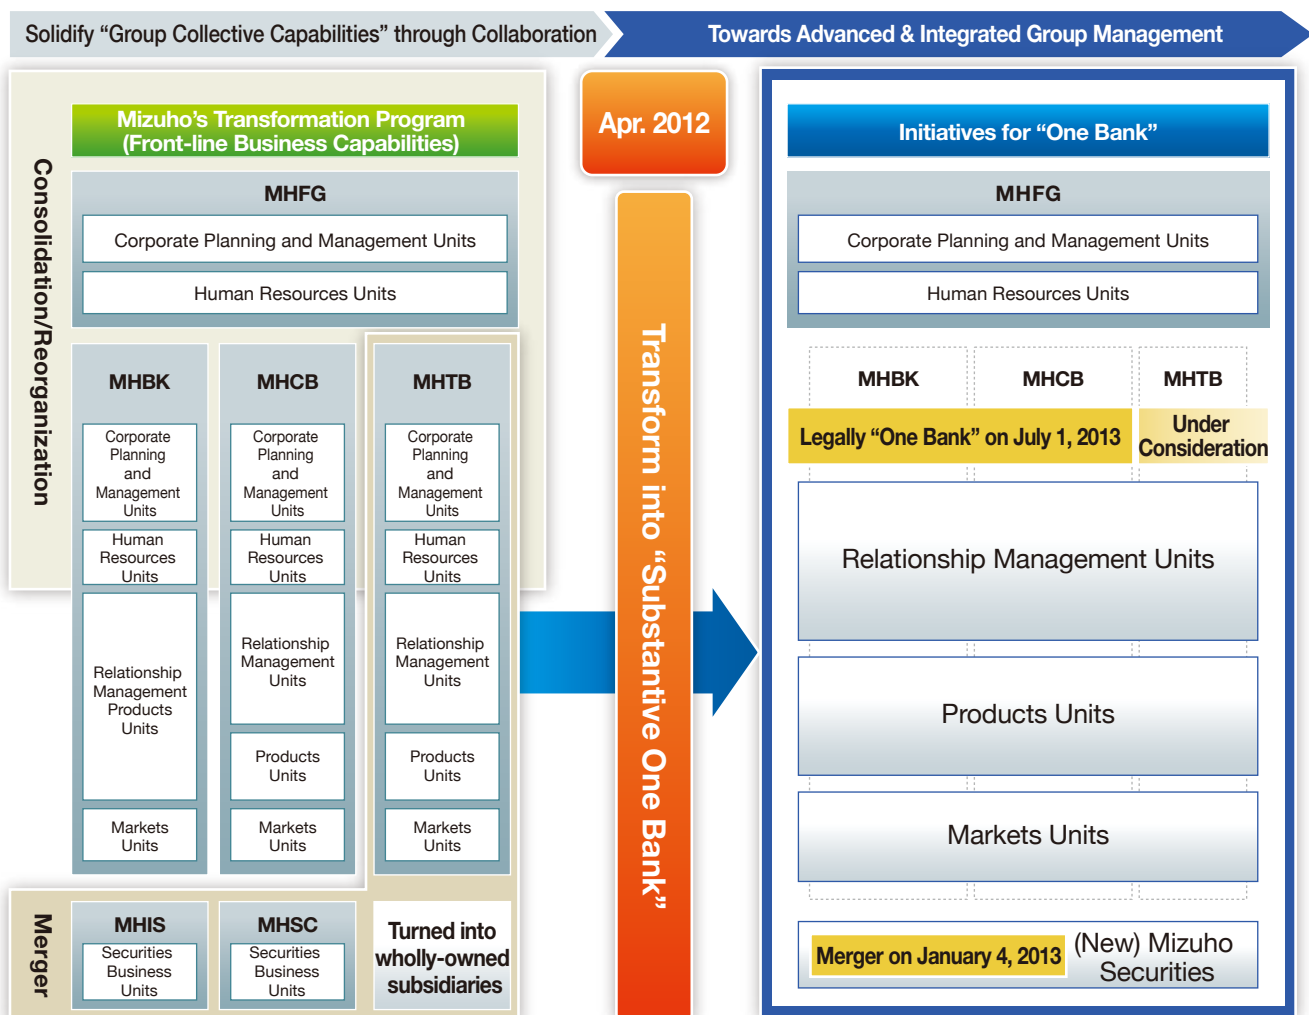 Solidify “Group Collective Capabilities” through Collaboration
Towards Advanced & Integrated Group Management
Consolidation/Reorganization
Mizuho’s Transformation Program
(Front-line Business Capabilities)
MHFG
Corporate Planning and Management Units
Human Resources Units
MHBK
Corporate
Planning
and
Management
Units
Human
Resources
Units
Relationship
Management
Products
Units
Markets
Units
MHCB
Corporate
Planning
and
Management
Units
Human
Resources
Units
Relationship
Management
Units
Products
Units
Markets
Units
MHTB
Corporate
Planning
and
Management
Units
Human
Resources
Units
Relationship
Management
Units
Products
Units
Markets
Units
Merger
MHIS
Securities
Business
Units
MHSC
Securities
Business
Units
Turned into
wholly-owned
subsidiaries
Apr. 2012
Transform into “Substantive One Bank”
Initiatives for “One Bank”
MHFG
Corporate Planning and Management Units
Human Resources Units
MHBK
MHCB
MHTB
Legally “One Bank” on July 1, 2013
Under
Consideration
Relationship Management Units
Products Units
Markets Units
Merger on January 4, 2013
(New) Mizuho
Securities